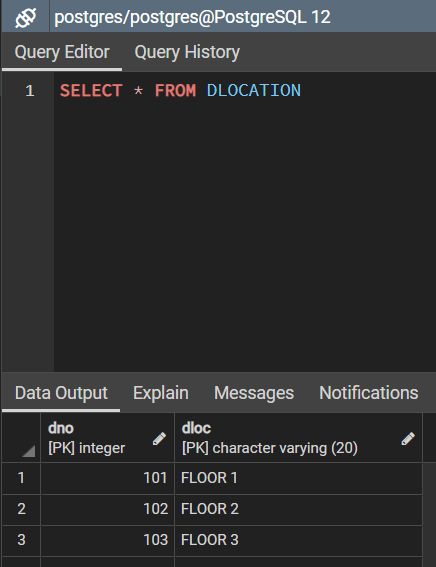 postgres/postgres@PostgreSQL 12
Query Editor Query History
1 SELECT * FROM DLOCATION
Data Output Explain Messages Notifications
dno dloc
[PK] integer [PK] character varying (20)
1 101 FLOOR 1
2 102 FLOOR 2
3 103 FLOOR 3